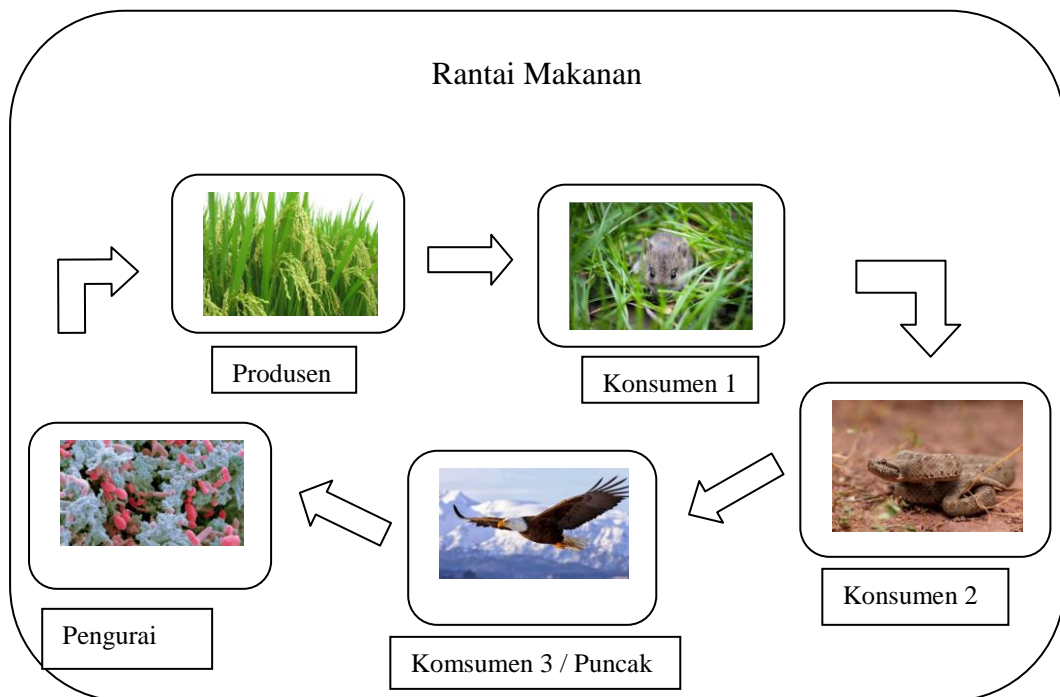 Rantai Makanan
Produsen
Konsumen 1
Konsumen 2
Komsumen 3 / Puncak
Pengurai